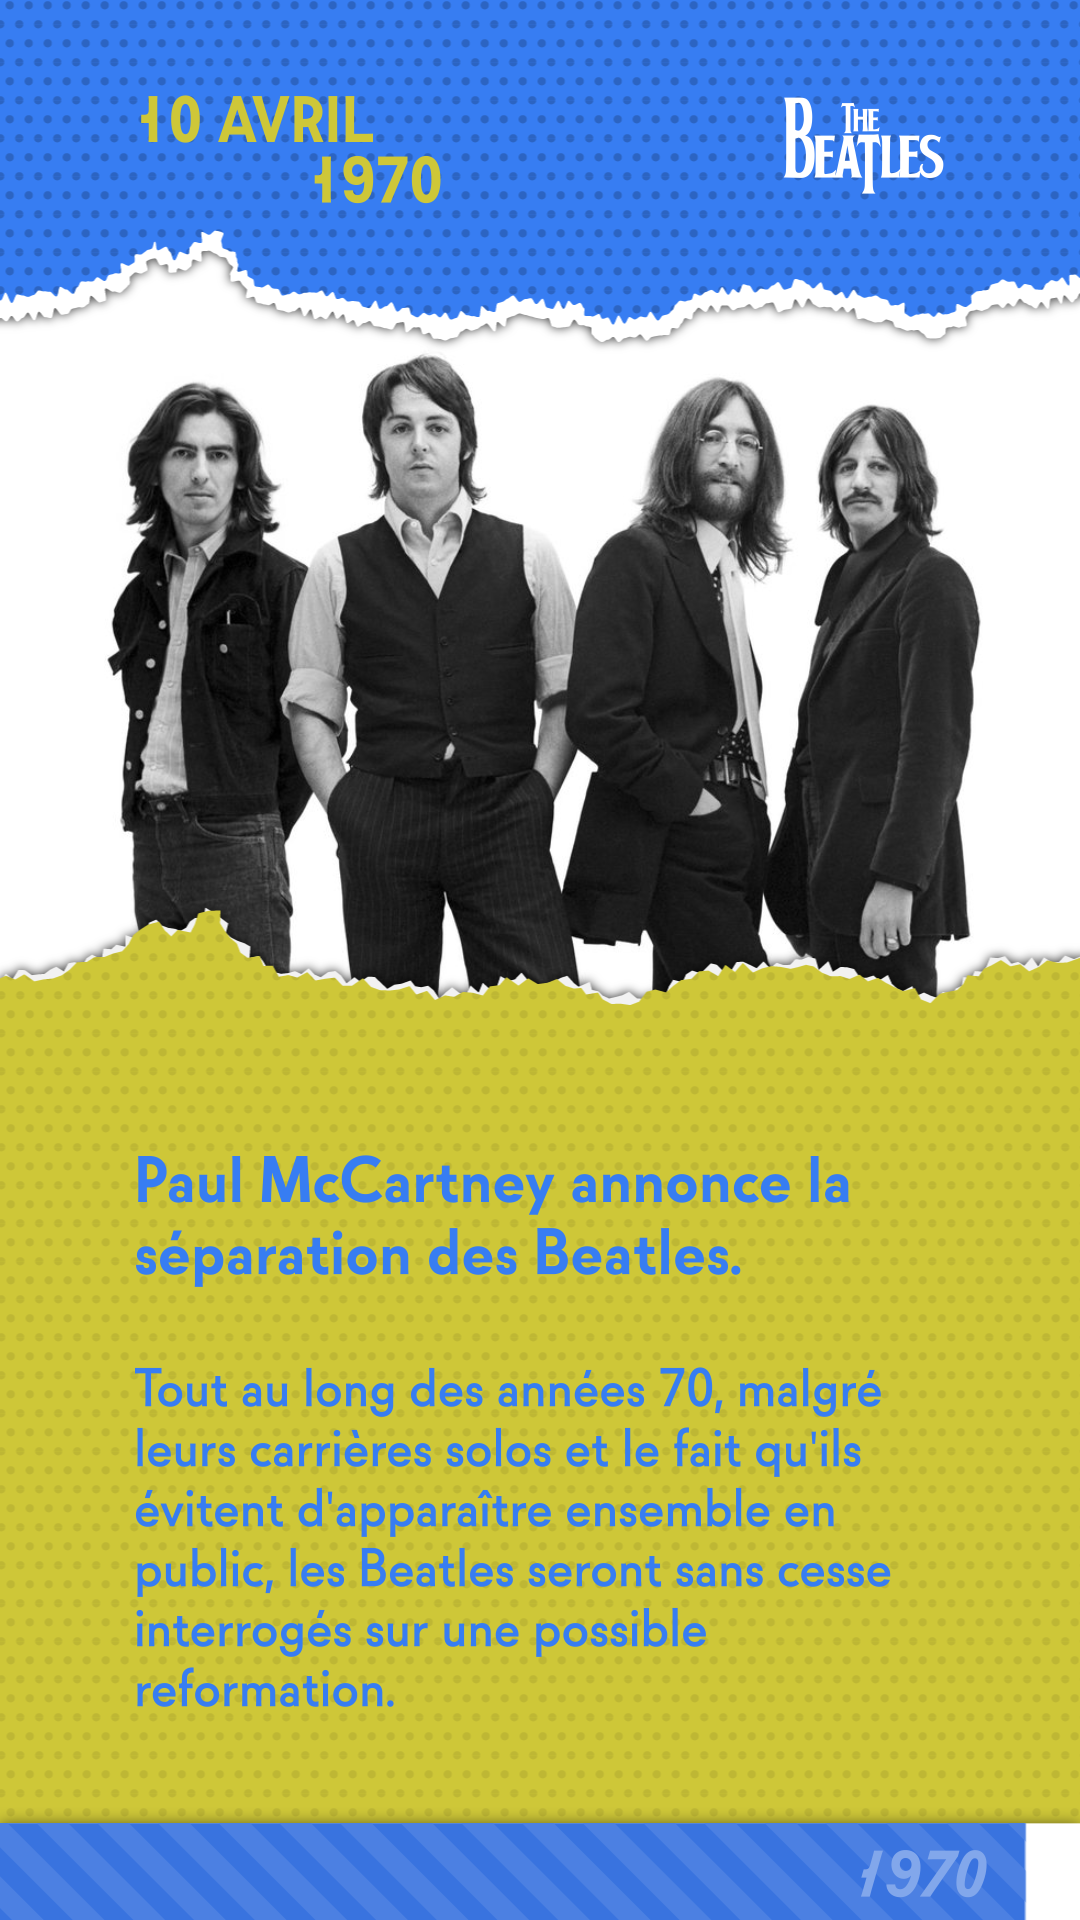 10 AVRIL
1970
THE
BEATLES
Paul McCartney annonce la
séparation des Beatles.
Tout au long des années 70, malgré
leurs carrières solos et le fait qu'ils
évitent d'apparaître ensemble en
public, les Beatles seront sans cesse
interrogés sur une possible
reformation.
1970